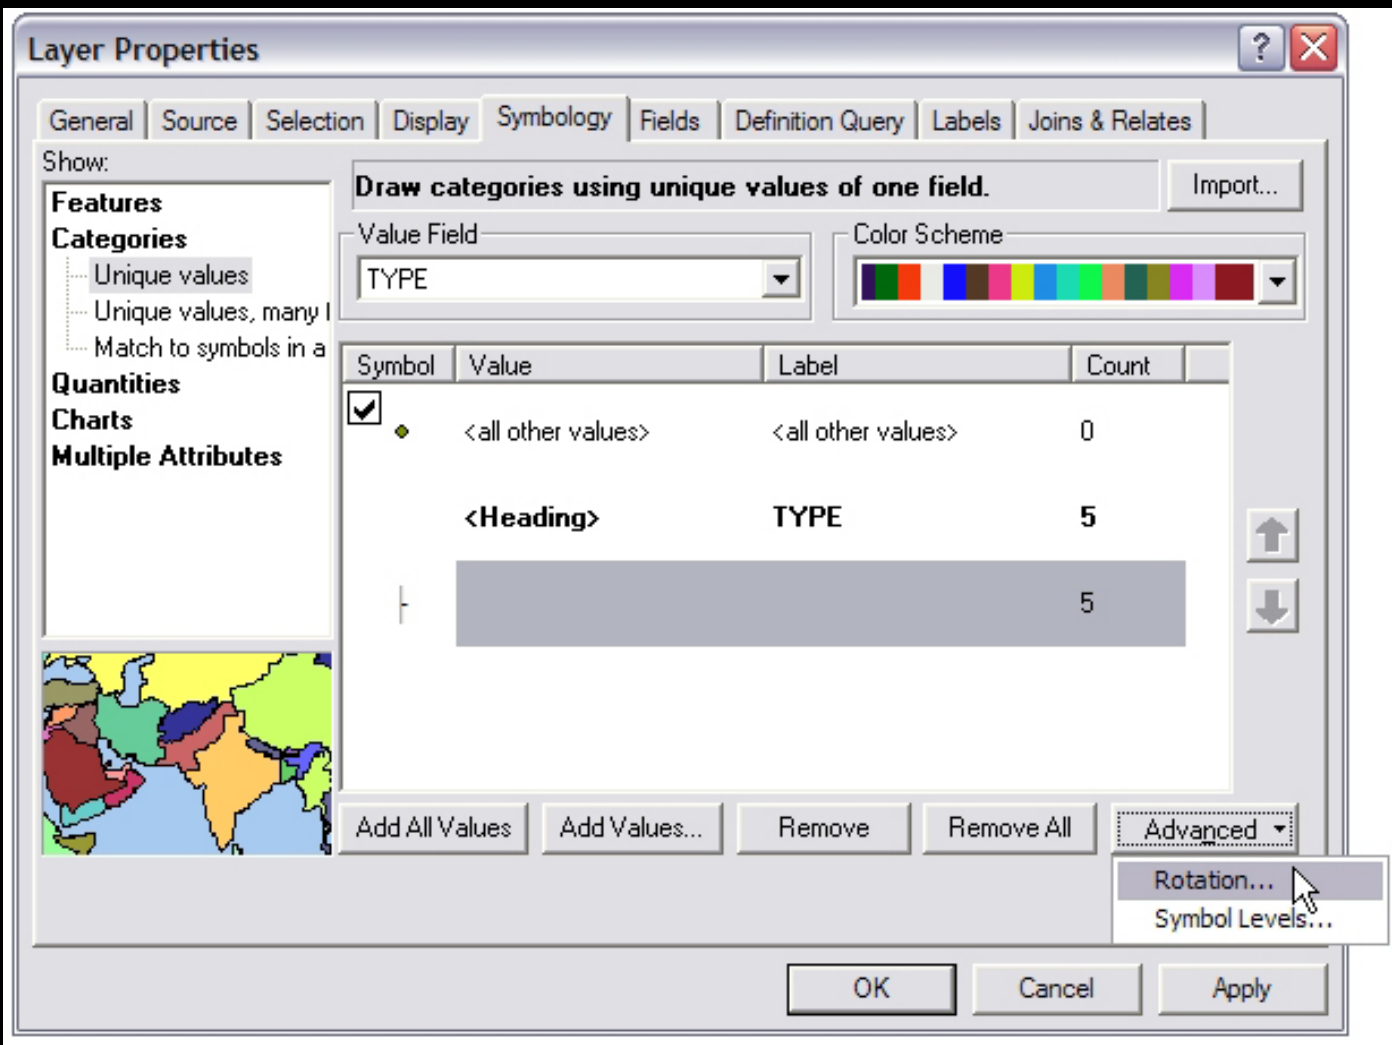 Layer Properties
?
General Source Selection Display Symbology Fields Definition Query Labels Joins & Relates
Show:
Features
Categories
Unique values
Unique values, many
Match to symbols in a
Quantities
Charts
Multiple Attributes
Draw categories using unique values of one field.
Import...
Value Field
TYPE
Color Scheme
Symbol Value Label Count
<all other values> <all other values> 0
<Heading> TYPE 5
5
Add All Values Add Values... Remove Remove All Advanced
Rotation...
Symbol Levels...
OK Cancel Apply